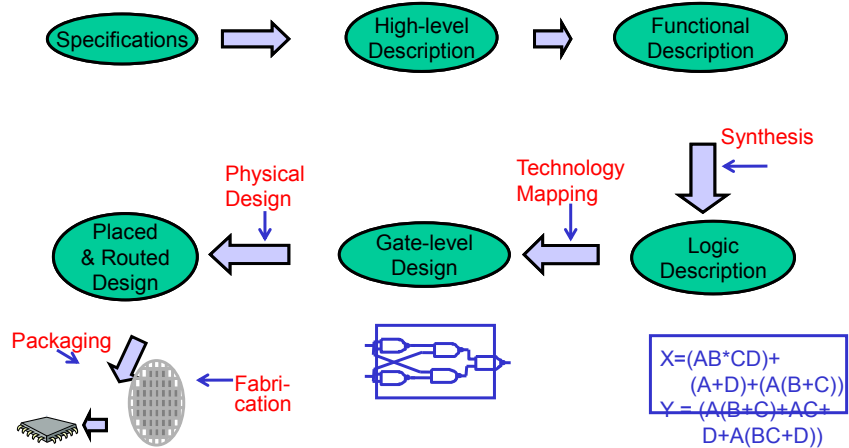 Specifications
High-level
Description
Functional
Description
Synthesis
Technology
Mapping
Physical
Design
Placed
& Routed
Design
Gate-level
Design
Logic
Description
Packaging
Fabri-
cation
X=(AB*CD)+
(A+D)+(A(B+C))
Y = (A(B+C)+AC+
D+A(BC+D))